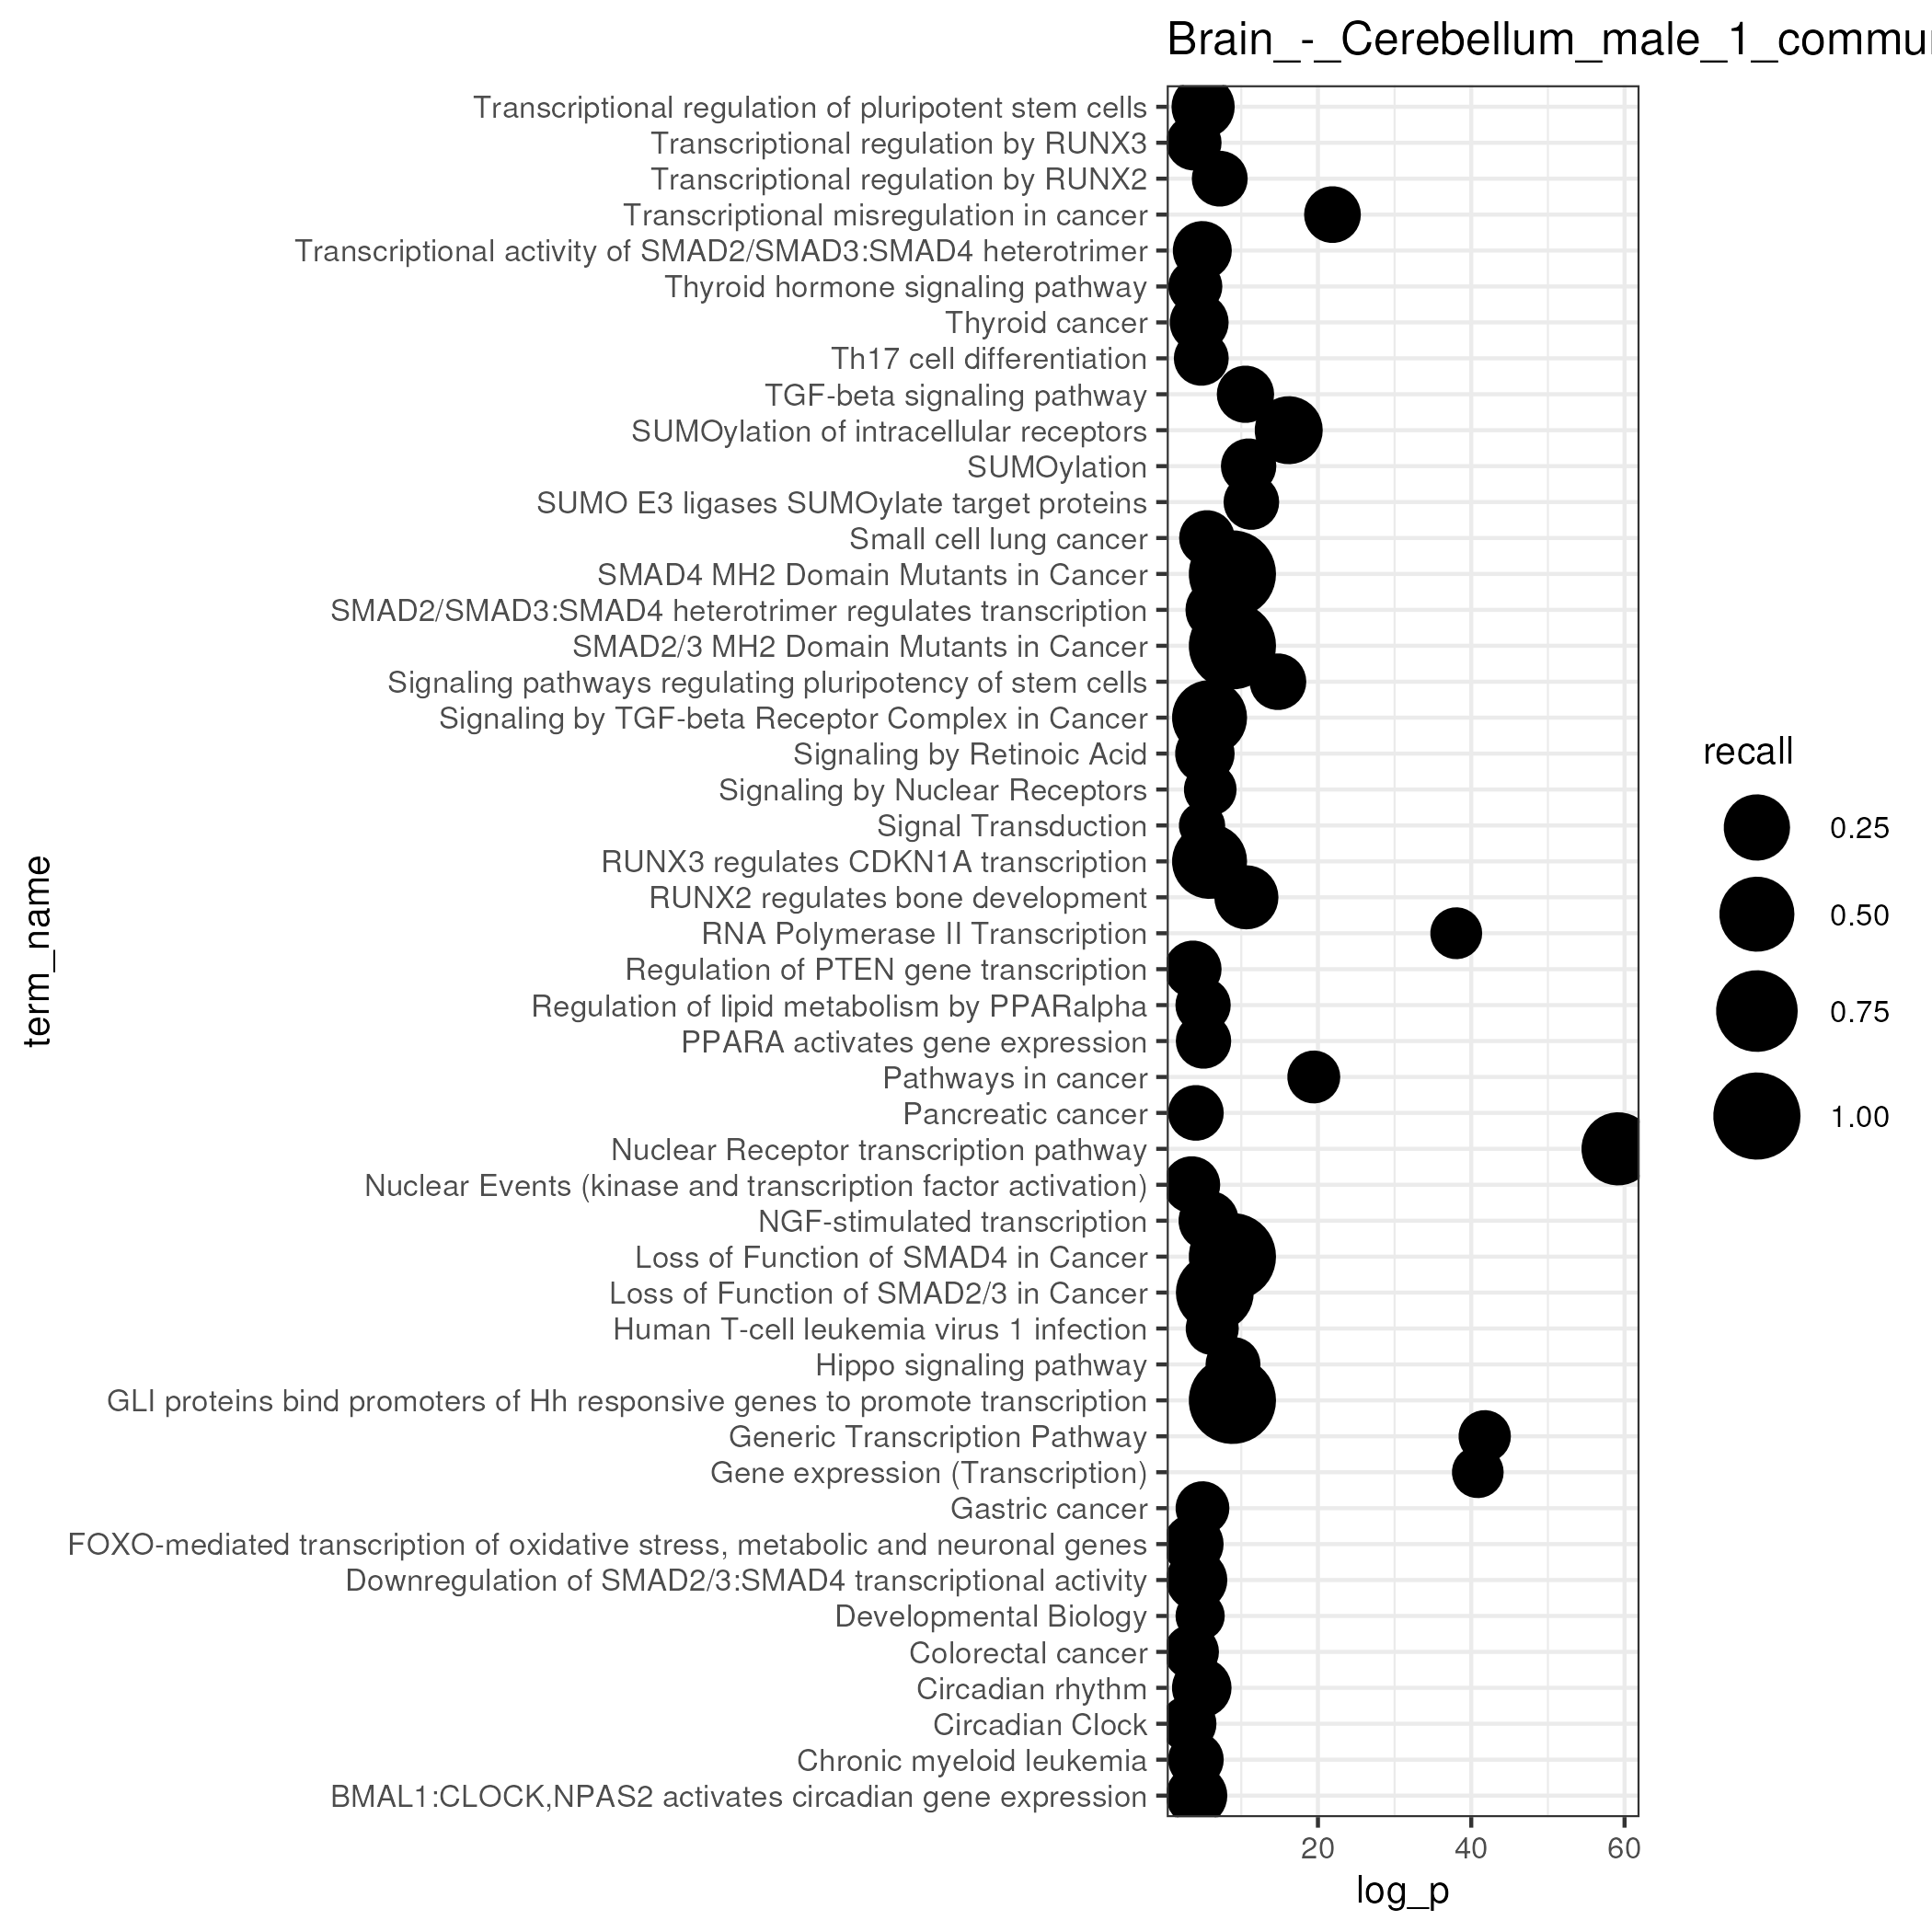 Brain_-_Cerebellum_male_1_commu
Transcriptional regulation of pluripotent stem cells
Transcriptional regulation by RUNX3
Transcriptional regulation by RUNX2
Transcriptional misregulation in cancer
Transcriptional activity of SMAD2/SMAD3:SMAD4 heterotrimer
Thyroid hormone signaling pathway
Thyroid cancer
Th17 cell differentiation
TGF-beta signaling pathway
SUMOylation of intracellular receptors
SUMOylation
SUMO E3 ligases SUMOylate target proteins
Small cell lung cancer
SMAD4 MH2 Domain Mutants in Cancer
SMAD2/SMAD3:SMAD4 heterotrimer regulates transcription
SMAD2/3 MH2 Domain Mutants in Cancer
Signaling pathways regulating pluripotency of stem cells
Signaling by TGF-beta Receptor Complex in Cancer
Signaling by Retinoic Acid
Signaling by Nuclear Receptors
Signal Transduction
RUNX3 regulates CDKN1A transcription
RUNX2 regulates bone development
RNA Polymerase II Transcription
Regulation of PTEN gene transcription
Regulation of lipid metabolism by PPARalpha
PPARA activates gene expression
Pathways in cancer
Pancreatic cancer
Nuclear Receptor transcription pathway
Nuclear Events (kinase and transcription factor activation)
NGF-stimulated transcription
Loss of Function of SMAD4 in Cancer
Loss of Function of SMAD2/3 in Cancer
Human T-cell leukemia virus 1 infection
Hippo signaling pathway
GLI proteins bind promoters of Hh responsive genes to promote transcription
Generic Transcription Pathway
Gene expression (Transcription)
Gastric cancer
FOXO-mediated transcription of oxidative stress, metabolic and neuronal genes
Downregulation of SMAD2/3:SMAD4 transcriptional activity
Developmental Biology
Colorectal cancer
Circadian rhythm
Circadian Clock
Chronic myeloid leukemia
BMAL1:CLOCK,NPAS2 activates circadian gene expression
term_name
20 40 60
log_p
recall
0.25
0.50
0.75
1.00